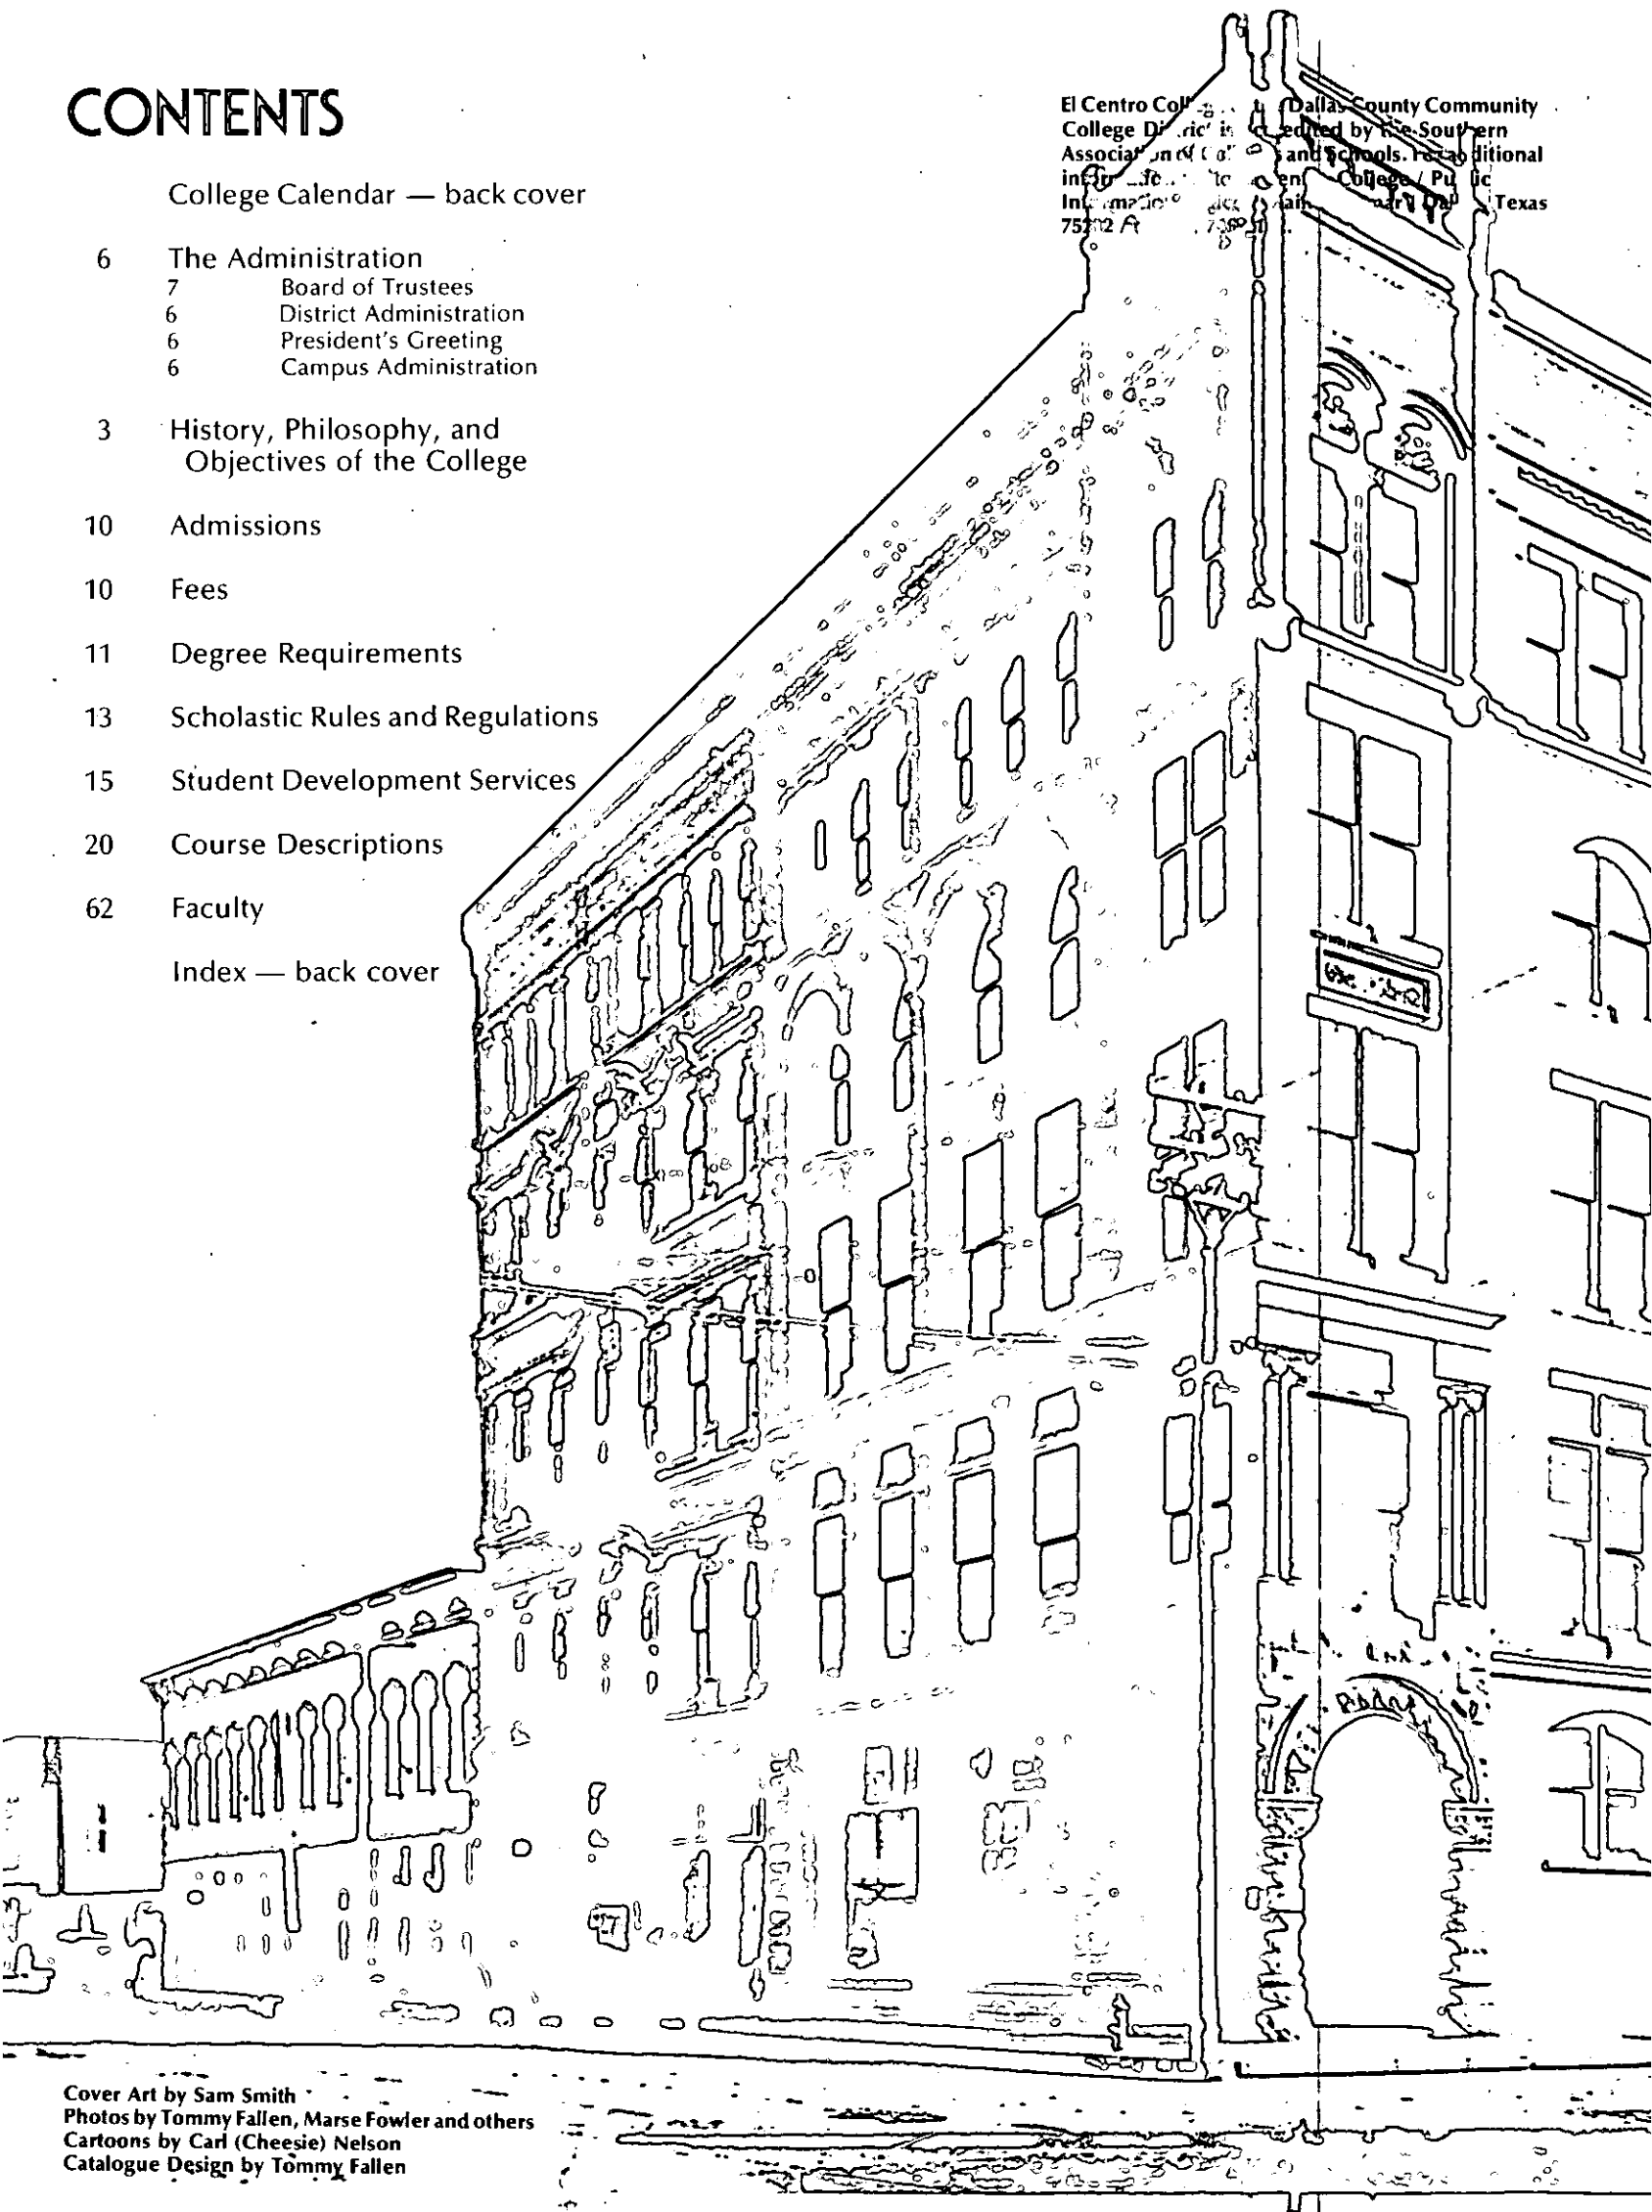 CONTENTS
College Calendar — back cover
6 The Administration
7 Board of Trustees
6 District Administration
6 President's Greeting
6 Campus Administration
3 History, Philosophy, and
Objectives of the College
10 Admissions
10 Fees
11 Degree Requirements
13 Scholastic Rules and Regulations
15 Student Development Services
20 Course Descriptions
62 Faculty
Index — back cover
El Centro Dallas County Community
College by the Southern
and Schools.
College / 
Texas
Cover Art by Sam Smith
Photos by Tommy Fallen, Marse Fowler and others
Cartoons by Carl (Cheesie) Nelson
Catalogue Design by Tommy Fallen